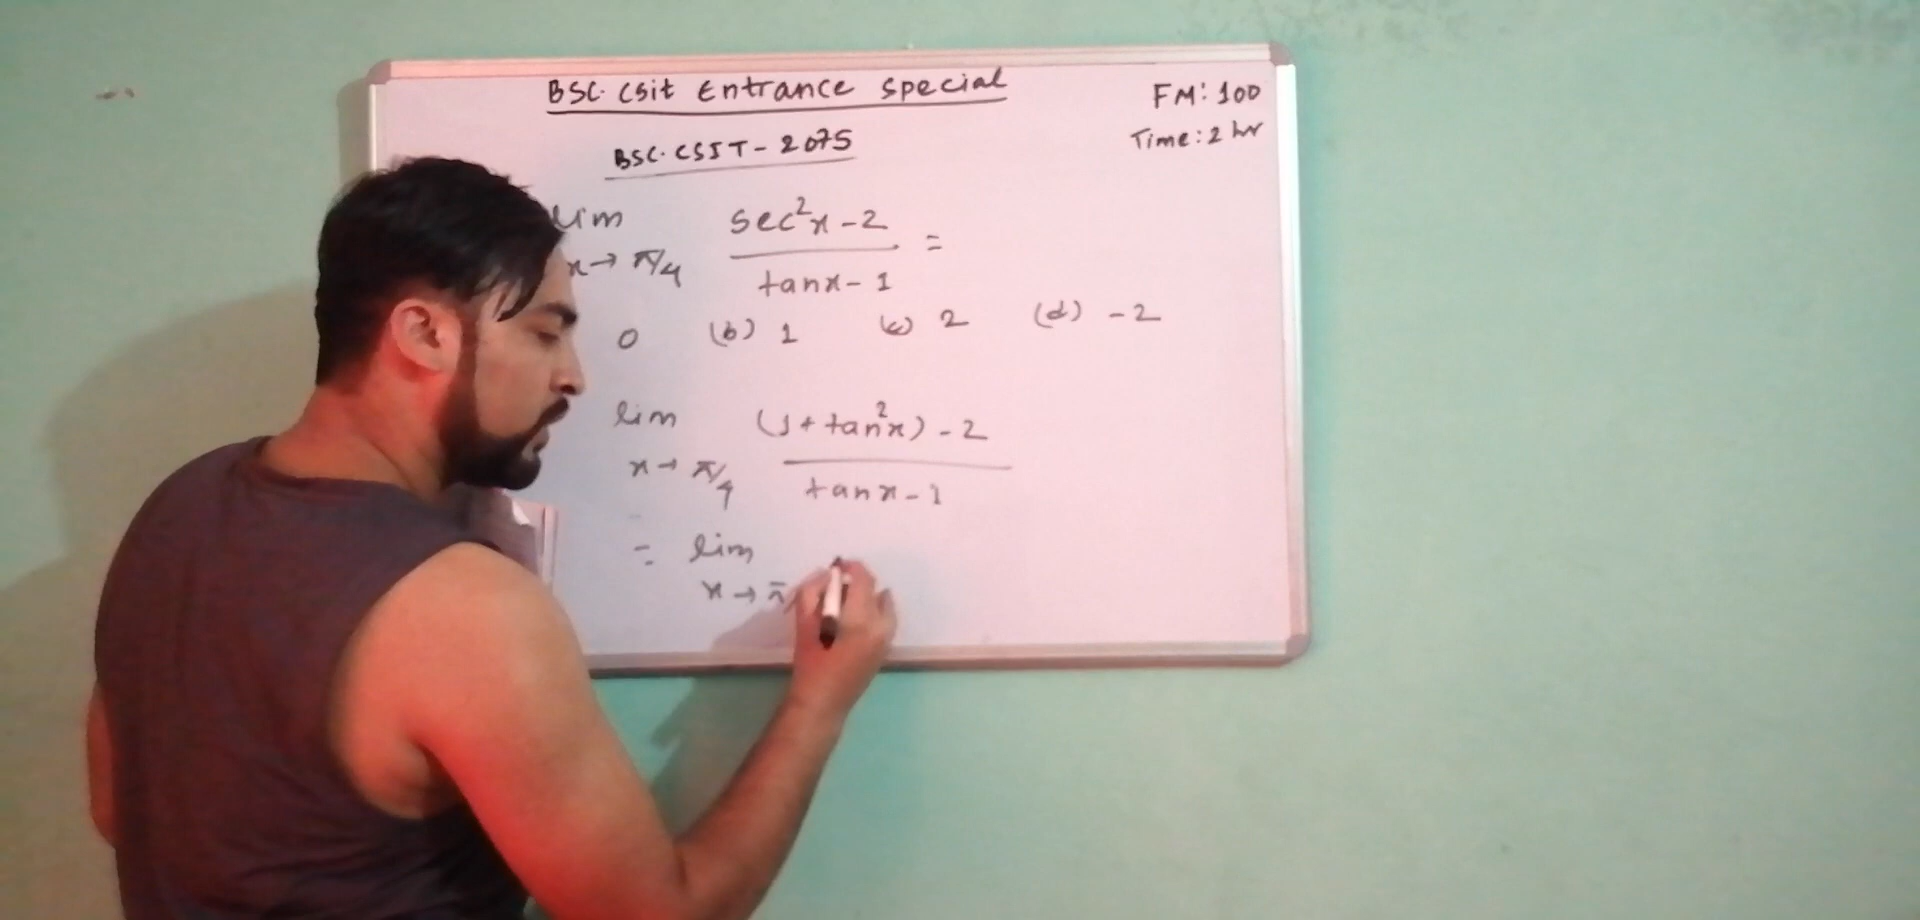 BSC. CSit Entrance Special
FM: 100
Time: 2 hr
BSC. CSIT - 2075
lim x→π/4 sec²x - 2 / tanx - 1 =
0 (b) 1 (c) 2 (d) -2
lim x→π/4 (1 + tan²x) - 2 / tanx - 1
= lim x→π